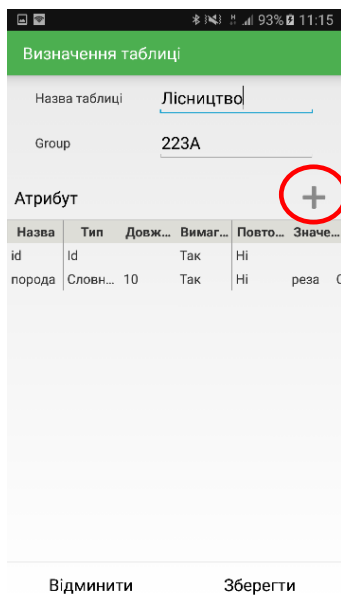 93% 11:15
Визначення таблиці
Назва таблиці Лісництво
Group 223А
Атрибут
Назва Тип Довж... Вимаг... Повто... Значе...
id Id Так Ні
порода Словн... 10 Так Ні реза
Відминити Зберегти